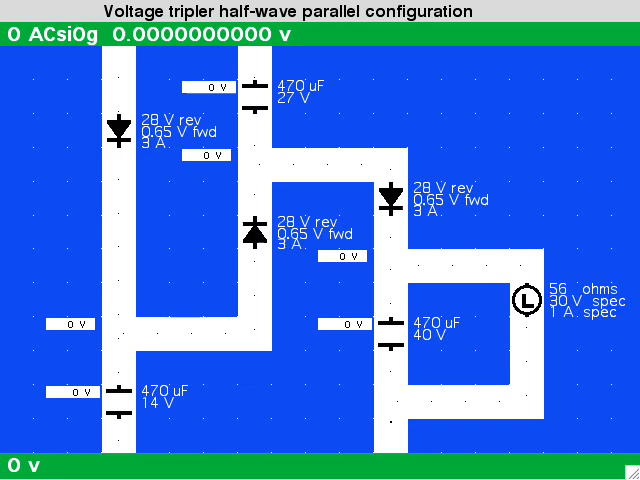 Voltage tripler half-wave parallel configuration
0 ACsi0g 0.0000000000 v
0 V
470 uF
27 V
28 V rev
0.65 V fwd
3 A
0 V
28 V rev
0.65 V fwd
3 A
28 V rev
0.65 V fwd
3 A
0 V
L
56 ohms
30 V spec
1 A spec
0 V
0 V
470 uF
40 V
0 V
470 uF
14 V
0 v